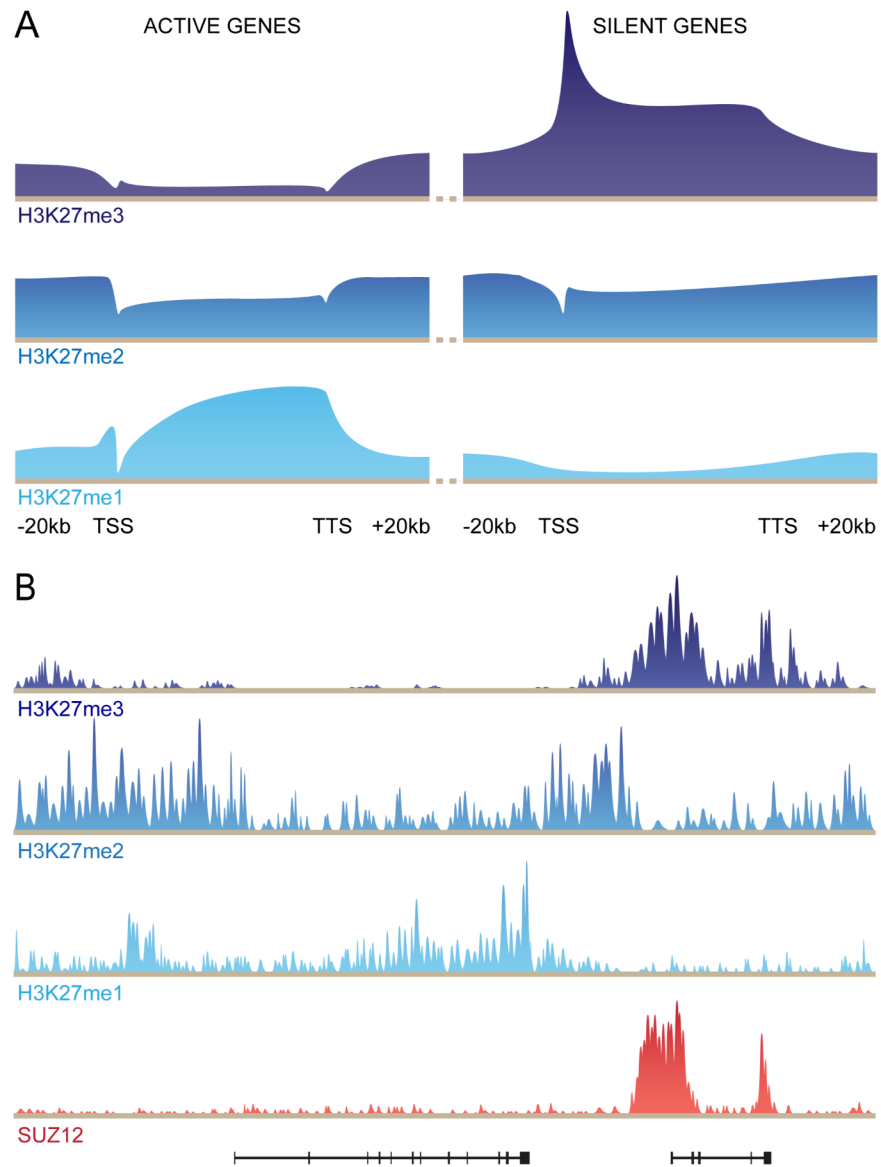 A
ACTIVE GENES SILENT GENES
H3K27me3
H3K27me2
H3K27me1
-20kb TSS TTS +20kb -20kb TSS TTS +20kb
B
H3K27me3
H3K27me2
H3K27me1
SUZ12